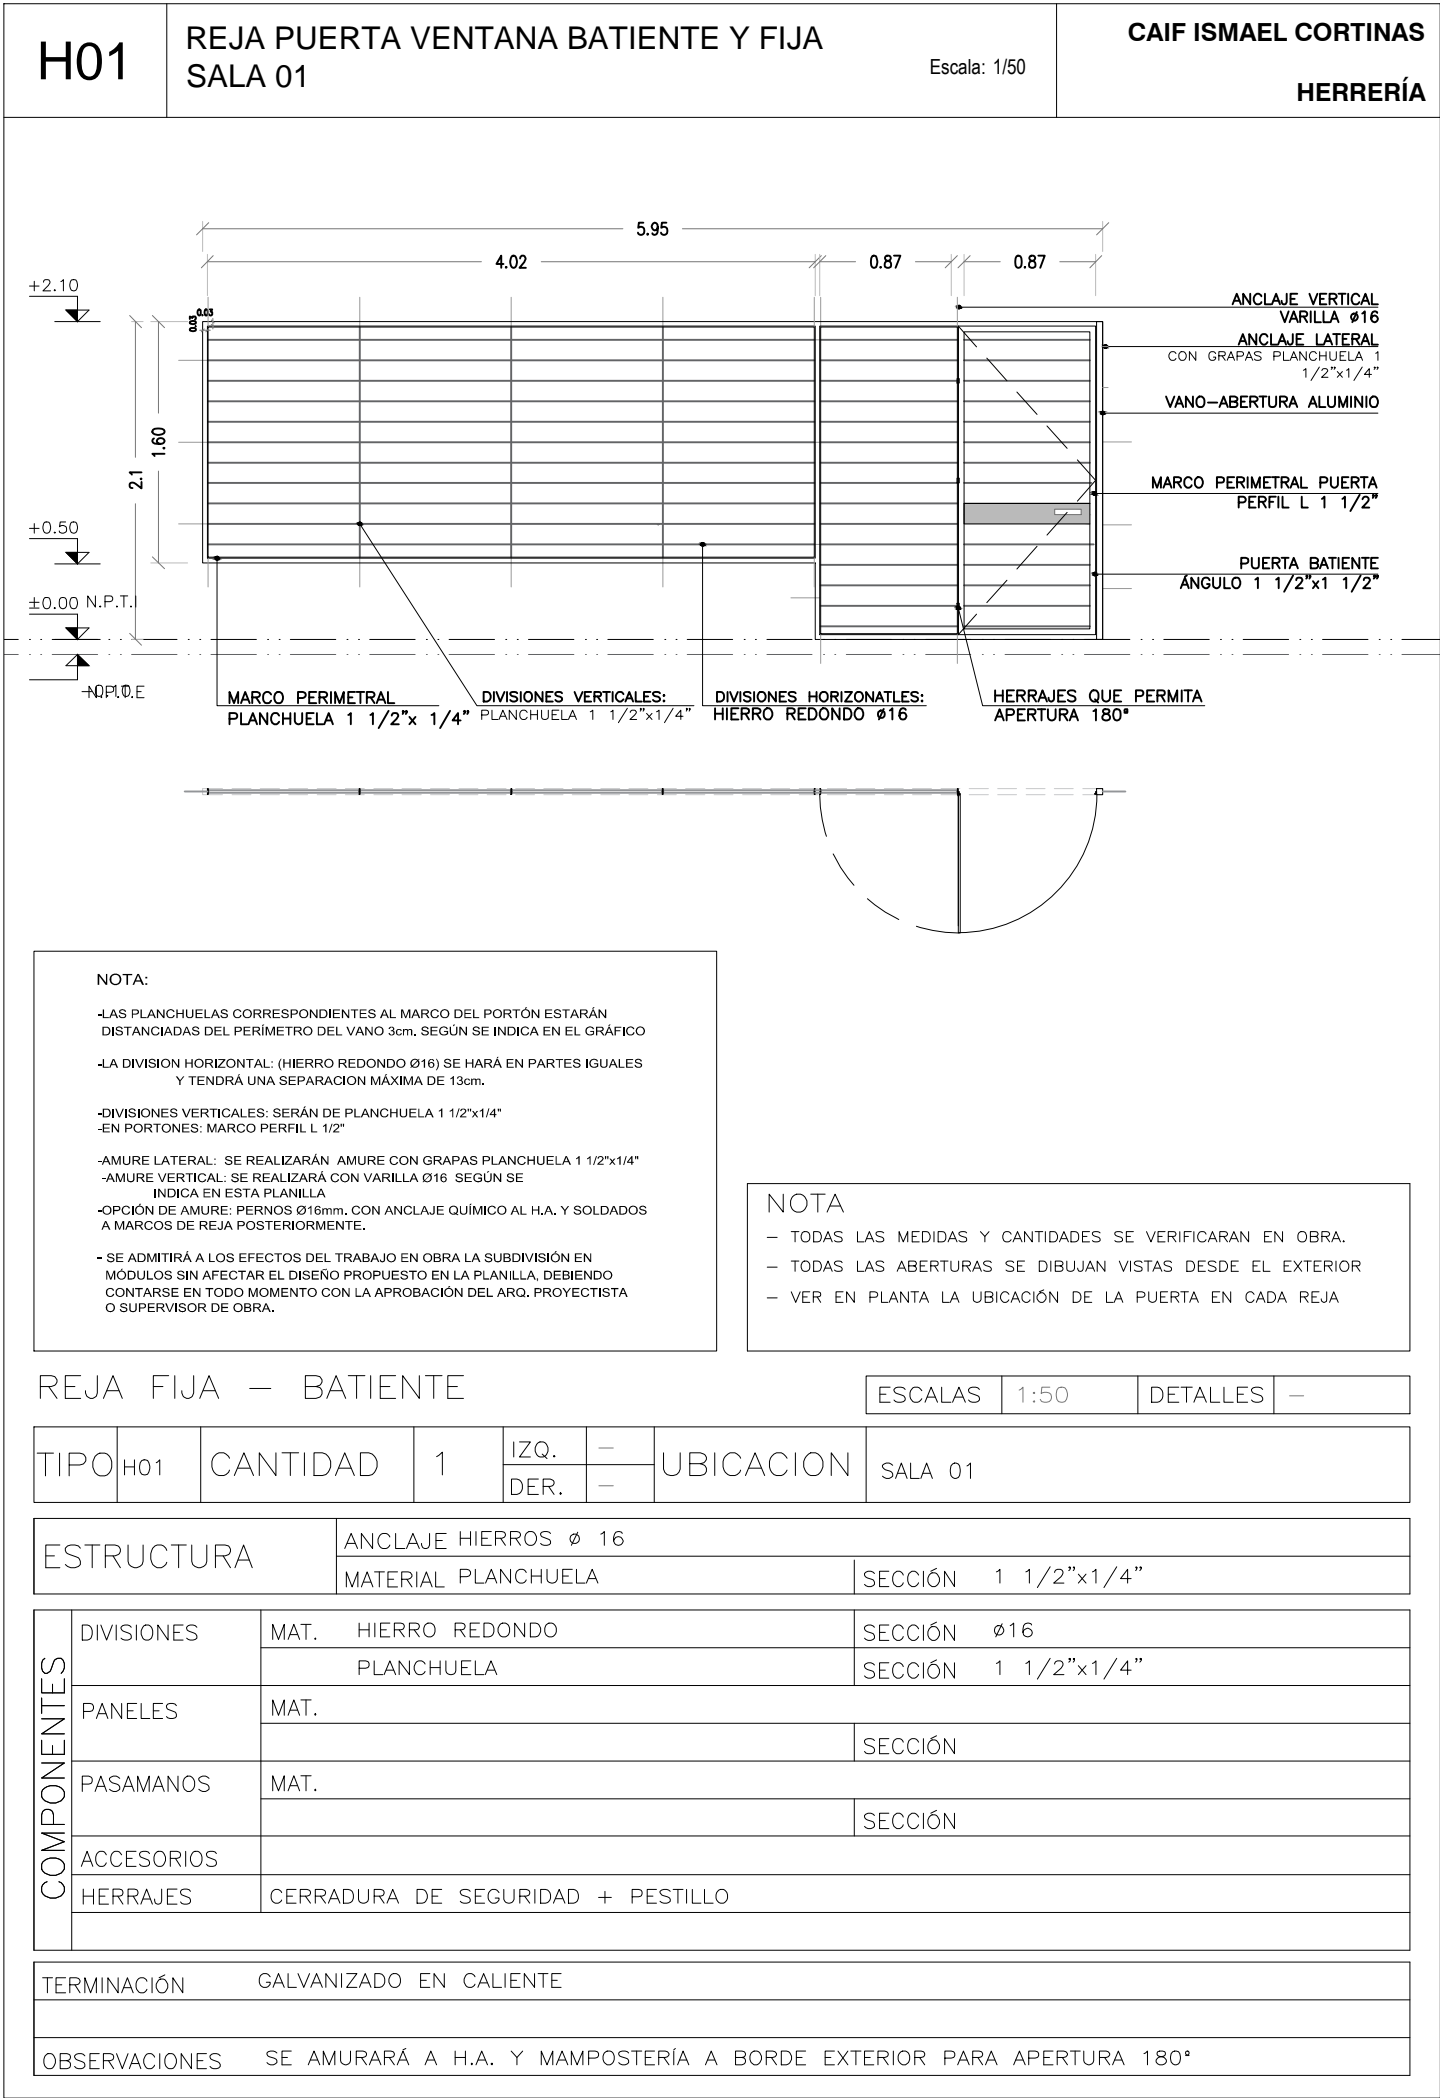 H01
REJA PUERTA VENTANA BATIENTE Y FIJA
SALA 01
Escala: 1/50
CAIF ISMAEL CORTINAS
HERRERÍA
5.95
4.02
0.87
0.87
+2.10
0.03
0.03
1.60
2.1
+0.50
±0.00 N.P.T.I
N.P.T.E
ANCLAJE VERTICAL
VARILLA ø16
ANCLAJE LATERAL
CON GRAPAS PLANCHUELA 1
1/2"x1/4"
VANO-ABERTURA ALUMINIO
MARCO PERIMETRAL PUERTA
PERFIL L 1 1/2"
PUERTA BATIENTE
ÁNGULO 1 1/2"x1 1/2"
MARCO PERIMETRAL
PLANCHUELA 1 1/2"x 1/4"
DIVISIONES VERTICALES:
PLANCHUELA 1 1/2"x1/4"
DIVISIONES HORIZONATLES:
HIERRO REDONDO ø16
HERRAJES QUE PERMITA
APERTURA 180°
NOTA:
-LAS PLANCHUELAS CORRESPONDIENTES AL MARCO DEL PORTÓN ESTARÁN
DISTANCIADAS DEL PERÍMETRO DEL VANO 3cm. SEGÚN SE INDICA EN EL GRÁFICO
-LA DIVISION HORIZONTAL: (HIERRO REDONDO Ø16) SE HARÁ EN PARTES IGUALES
Y TENDRÁ UNA SEPARACION MÁXIMA DE 13cm.
-DIVISIONES VERTICALES: SERÁN DE PLANCHUELA 1 1/2"x1/4"
-EN PORTONES: MARCO PERFIL L 1/2"
-AMURE LATERAL: SE REALIZARÁN AMURE CON GRAPAS PLANCHUELA 1 1/2"x1/4"
-AMURE VERTICAL: SE REALIZARÁ CON VARILLA Ø16 SEGÚN SE
INDICA EN ESTA PLANILLA
-OPCIÓN DE AMURE: PERNOS Ø16mm. CON ANCLAJE QUÍMICO AL H.A. Y SOLDADOS
A MARCOS DE REJA POSTERIORMENTE.
- SE ADMITIRÁ A LOS EFECTOS DEL TRABAJO EN OBRA LA SUBDIVISIÓN EN
MÓDULOS SIN AFECTAR EL DISEÑO PROPUESTO EN LA PLANILLA, DEBIENDO
CONTARSE EN TODO MOMENTO CON LA APROBACIÓN DEL ARQ. PROYECTISTA
O SUPERVISOR DE OBRA.
NOTA
- TODAS LAS MEDIDAS Y CANTIDADES SE VERIFICARAN EN OBRA.
- TODAS LAS ABERTURAS SE DIBUJAN VISTAS DESDE EL EXTERIOR
- VER EN PLANTA LA UBICACIÓN DE LA PUERTA EN CADA REJA
REJA FIJA - BATIENTE
ESCALAS 1:50 DETALLES -
TIPO H01 CANTIDAD 1 IZQ. - DER. - UBICACION SALA 01
ESTRUCTURA
ANCLAJE HIERROS ø 16
MATERIAL PLANCHUELA SECCIÓN 1 1/2"x1/4"
COMPONENTES
DIVISIONES MAT. HIERRO REDONDO SECCIÓN ø16
PLANCHUELA SECCIÓN 1 1/2"x1/4"
PANELES MAT.
SECCIÓN
PASAMANOS MAT.
SECCIÓN
ACCESORIOS
HERRAJES CERRADURA DE SEGURIDAD + PESTILLO
TERMINACIÓN GALVANIZADO EN CALIENTE
OBSERVACIONES SE AMURARÁ A H.A. Y MAMPOSTERÍA A BORDE EXTERIOR PARA APERTURA 180°